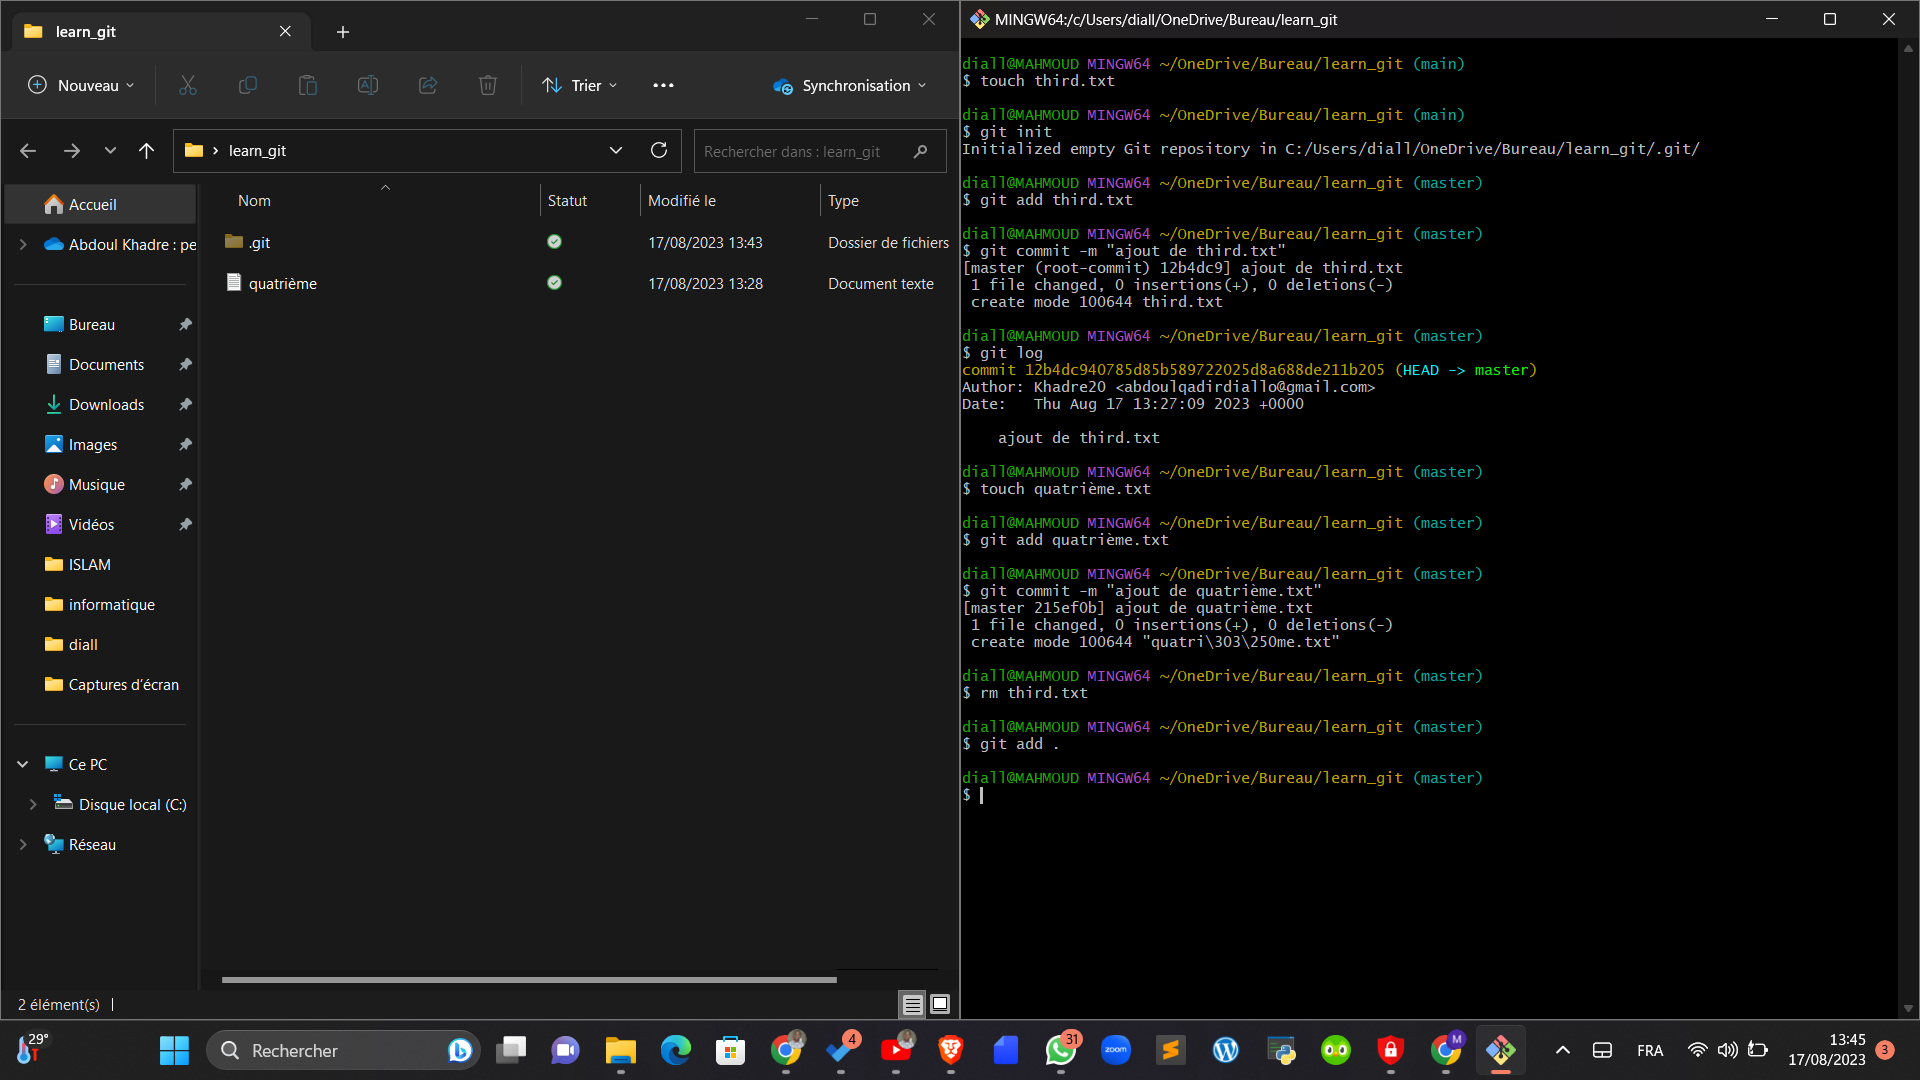 learn_git
Nouveau
Trier
Synchronisation
learn_git
Rechercher dans : learn_git
Accueil
Abdoul Khadre : pe
Bureau
Documents
Downloads
Images
Musique
Vidéos
ISLAM
informatique
diall
Captures d’écran
Ce PC
Disque local (C:)
Réseau
Nom Statut Modifié le Type
.git 17/08/2023 13:43 Dossier de fichiers
quatrième 17/08/2023 13:28 Document texte
2 élément(s)
MINGW64:/c/Users/diall/OneDrive/Bureau/learn_git
diall@MAHMOUD MINGW64 ~/OneDrive/Bureau/learn_git (main)
$ touch third.txt
diall@MAHMOUD MINGW64 ~/OneDrive/Bureau/learn_git (main)
$ git init
Initialized empty Git repository in C:/Users/diall/OneDrive/Bureau/learn_git/.git/
diall@MAHMOUD MINGW64 ~/OneDrive/Bureau/learn_git (master)
$ git add third.txt
diall@MAHMOUD MINGW64 ~/OneDrive/Bureau/learn_git (master)
$ git commit -m "ajout de third.txt"
[master (root-commit) 12b4dc9] ajout de third.txt
1 file changed, 0 insertions(+), 0 deletions(-)
create mode 100644 third.txt
diall@MAHMOUD MINGW64 ~/OneDrive/Bureau/learn_git (master)
$ git log
commit 12b4dc940785d85b589722025d8a688de211b205 (HEAD -> master)
Author: Khadre20 <abdoulqadirdiallo@gmail.com>
Date: Thu Aug 17 13:27:09 2023 +0000
ajout de third.txt
diall@MAHMOUD MINGW64 ~/OneDrive/Bureau/learn_git (master)
$ touch quatrième.txt
diall@MAHMOUD MINGW64 ~/OneDrive/Bureau/learn_git (master)
$ git add quatrième.txt
diall@MAHMOUD MINGW64 ~/OneDrive/Bureau/learn_git (master)
$ git commit -m "ajout de quatrième.txt"
[master 215ef0b] ajout de quatrième.txt
1 file changed, 0 insertions(+), 0 deletions(-)
create mode 100644 "quatri\303\250me.txt"
diall@MAHMOUD MINGW64 ~/OneDrive/Bureau/learn_git (master)
$ rm third.txt
diall@MAHMOUD MINGW64 ~/OneDrive/Bureau/learn_git (master)
$ git add .
diall@MAHMOUD MINGW64 ~/OneDrive/Bureau/learn_git (master)
$
29°
Rechercher
4
31
zoom
M
FRA
13:45
17/08/2023
3